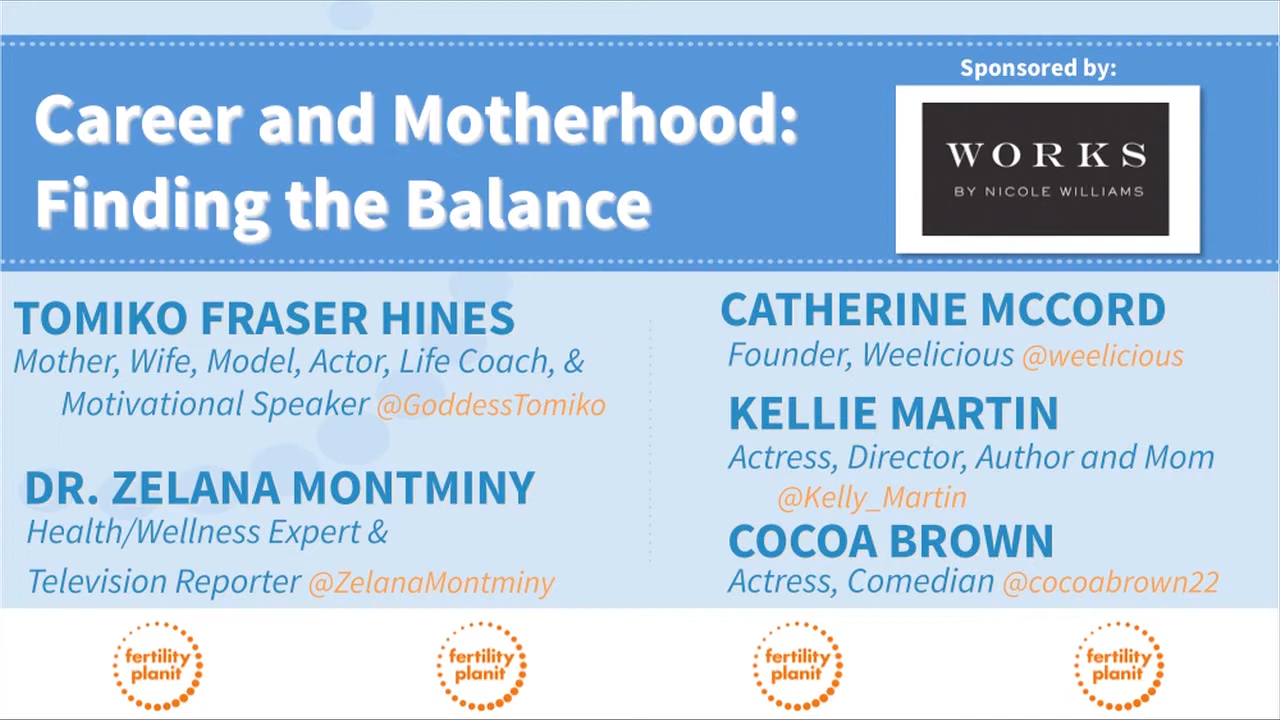 Career and Motherhood:
Finding the Balance
Sponsored by:
WORKS
BY NICOLE WILLIAMS
TOMIKO FRASER HINES
Mother, Wife, Model, Actor, Life Coach, &
Motivational Speaker @GoddessTomiko
DR. ZELANA MONTMINY
Health/Wellness Expert &
Television Reporter @ZelanaMontminy
CATHERINE MCCORD
Founder, Weelicious @weelicious
KELLIE MARTIN
Actress, Director, Author and Mom
@Kelly_Martin
COCOA BROWN
Actress, Comedian @cocoabrown22
fertility
planit
fertility
planit
fertility
planit
fertility
planit